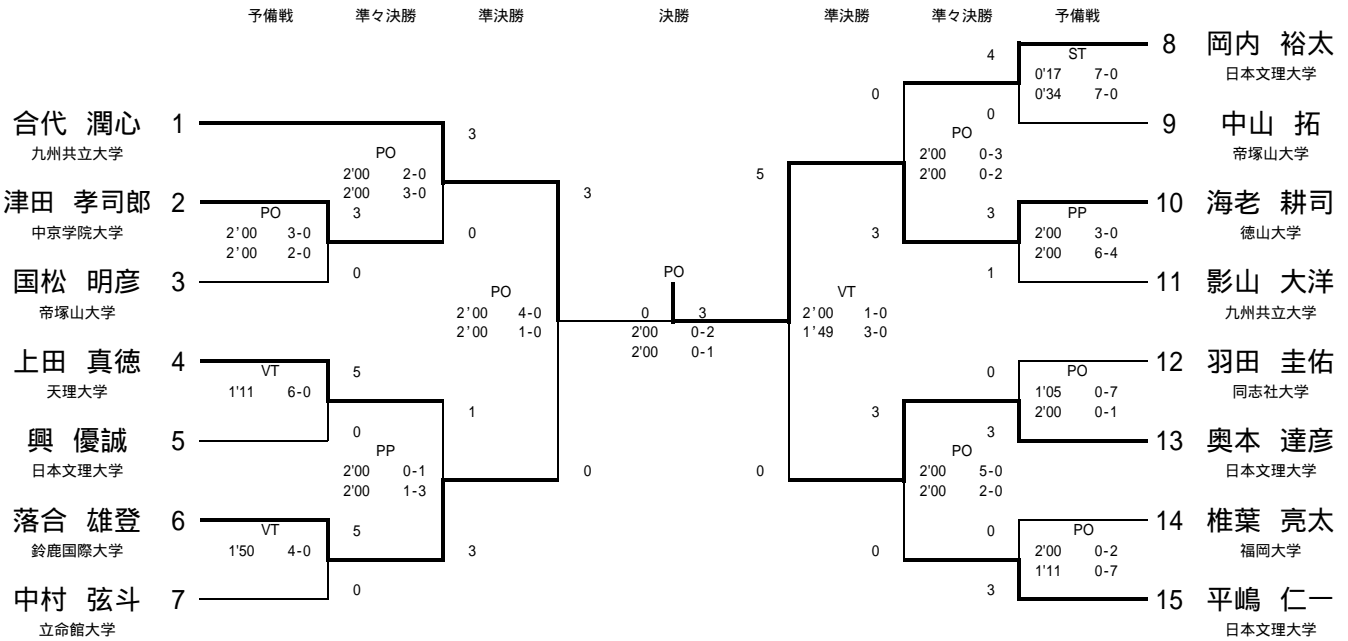 予備戦 準々決勝 準決勝 決勝 準決勝 準々決勝 予備戦
合代 潤心 1
九州共立大学
津田 孝司郎 2
中京学院大学
国松 明彦 3
帝塚山大学
上田 真徳 4
天理大学
興 優誠 5
日本文理大学
落合 雄登 6
鈴鹿国際大学
中村 弦斗 7
立命館大学
PO
2'00 3-0
2'00 2-0
3
0
VT
1'11 6-0
5
0
VT
1'50 4-0
5
0
PO
2'00 2-0
2'00 3-0
3
0
PP
2'00 0-1
2'00 1-3
1
3
PO
2'00 4-0
2'00 1-0
3
0
PO
0 3
2'00 0-2
2'00 0-1
5
0
VT
2'00 1-0
1'49 3-0
0
3
PO
2'00 0-3
2'00 0-2
3
0
PO
2'00 5-0
2'00 2-0
4
0
ST
0'17 7-0
0'34 7-0
3
1
PP
2'00 3-0
2'00 6-4
0
3
PO
1'05 0-7
2'00 0-1
0
3
PO
2'00 0-2
1'11 0-7
8 岡内 裕太
日本文理大学
9 中山 拓
帝塚山大学
10 海老 耕司
徳山大学
11 影山 大洋
九州共立大学
12 羽田 圭佑
同志社大学
13 奥本 達彦
日本文理大学
14 椎葉 亮太
福岡大学
15 平嶋 仁一
日本文理大学